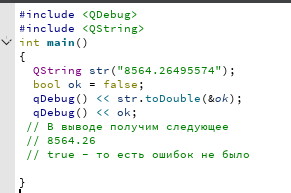 #include <QDebug>
#include <QString>
int main()
{
QString str("8564.26495574");
bool ok = false;
qDebug() << str.toDouble(&ok);
qDebug() << ok;
// В выводе получим следующее
// 8564.26
// true - то есть ошибок не было
}